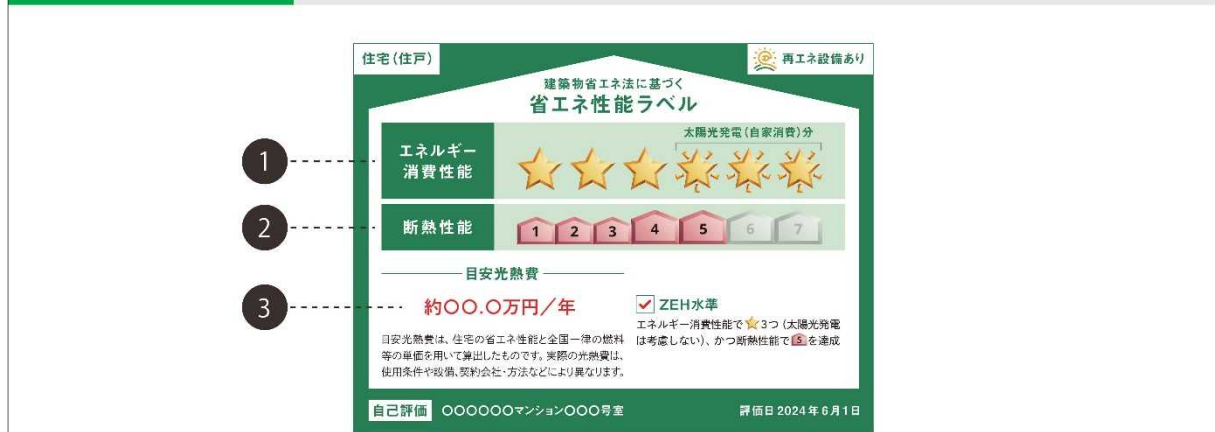 住宅(住戸)
再エネ設備あり
建築物省エネ法に基づく
省エネ性能ラベル
太陽光発電(自家消費)分
1
エネルギー
消費性能
2
断熱性能
1 2 3 4 5 6 7
目安光熱費
3
約〇〇.〇万円/年
目安光熱費は、住宅の省エネ性能と全国一律の燃料
等の単価を用いて算出したものです。実際の光熱費は、
使用条件や設備、契約会社・方法などにより異なります。
ZEH水準
エネルギー消費性能で⭐3つ(太陽光発電
は考慮しない)、かつ断熱性能で5を達成
自己評価 〇〇〇〇〇〇マンション〇〇〇号室
評価日 2024年6月1日